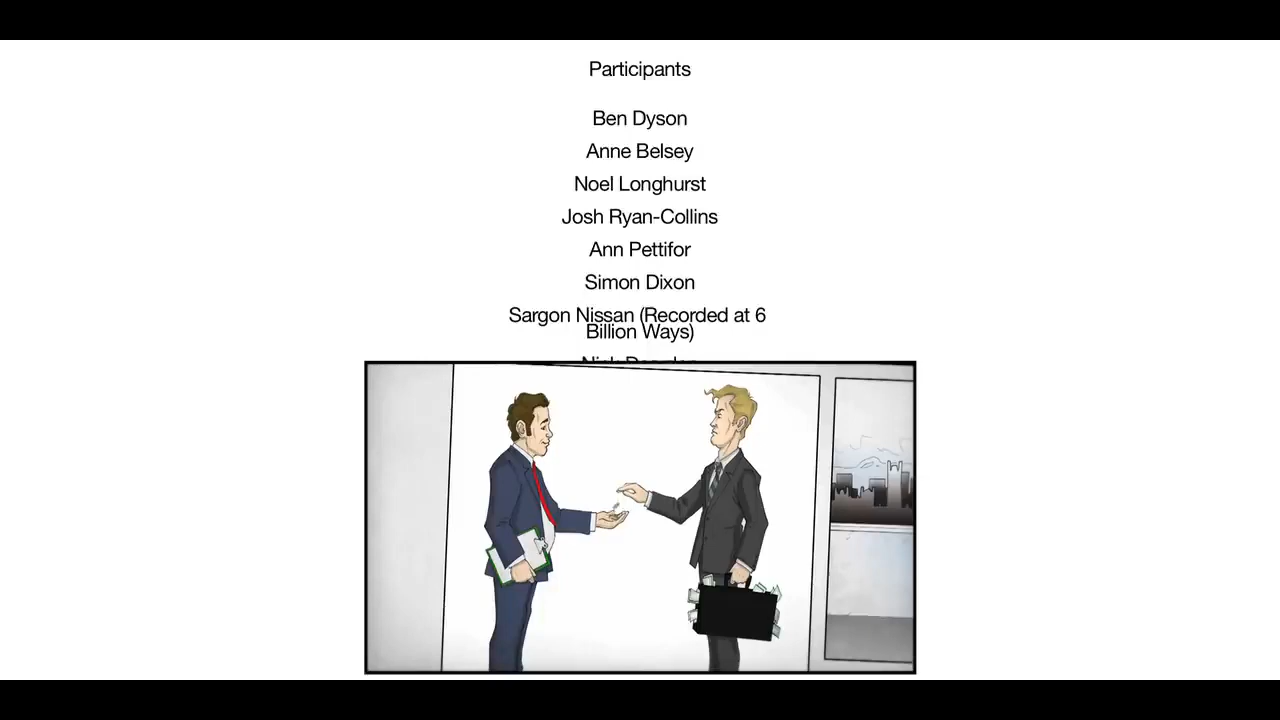 Participants
Ben Dyson
Anne Belsey
Noel Longhurst
Josh Ryan-Collins
Ann Pettifor
Simon Dixon
Sargon Nissan (Recorded at 6
Billion Ways)